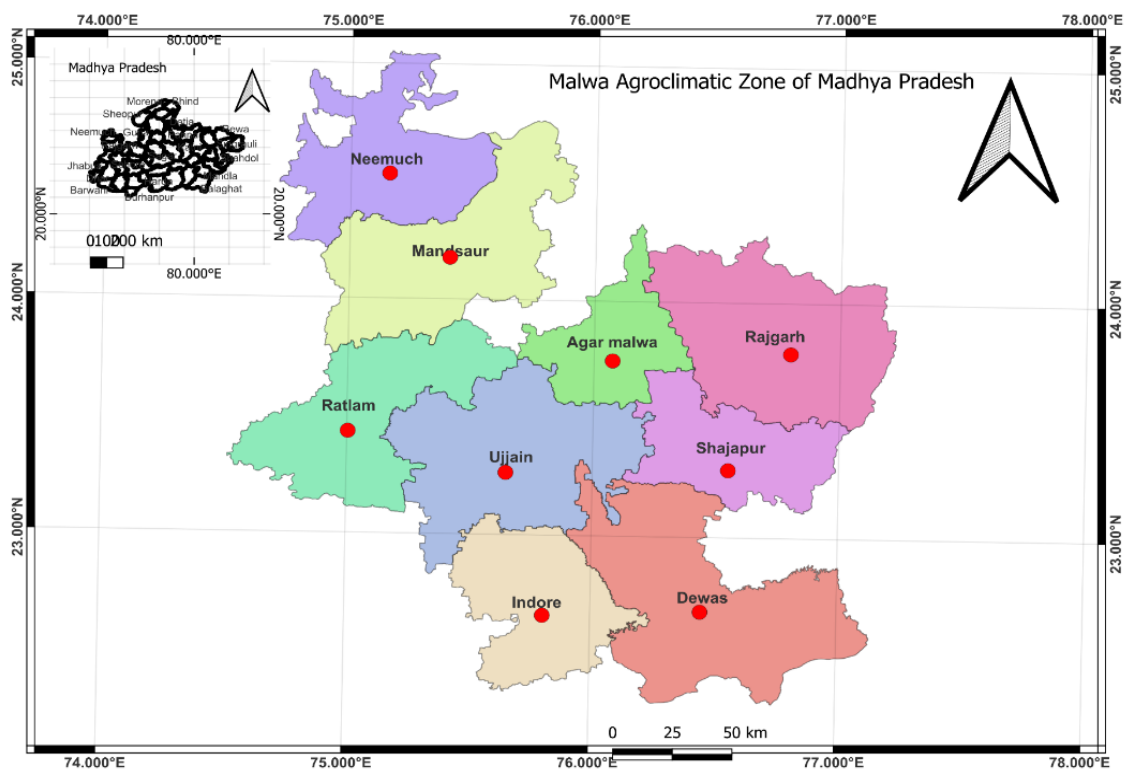 74.000°E 75.000°E 76.000°E 77.000°E 78.000°E
80.000°E
Madhya Pradesh
Malwa Agroclimatic Zone of Madhya Pradesh
25.000°N
25.000°N
Neemuch
20.000°N
20.000°N
Burhanpur
80.000°E
Mandsaur
24.000°N
24.000°N
Agar malwa
Rajgarh
Ratlam
Ujjain
Shajapur
23.000°N
23.000°N
Indore
Dewas
0 25 50 km
74.000°E 75.000°E 76.000°E 77.000°E 78.000°E